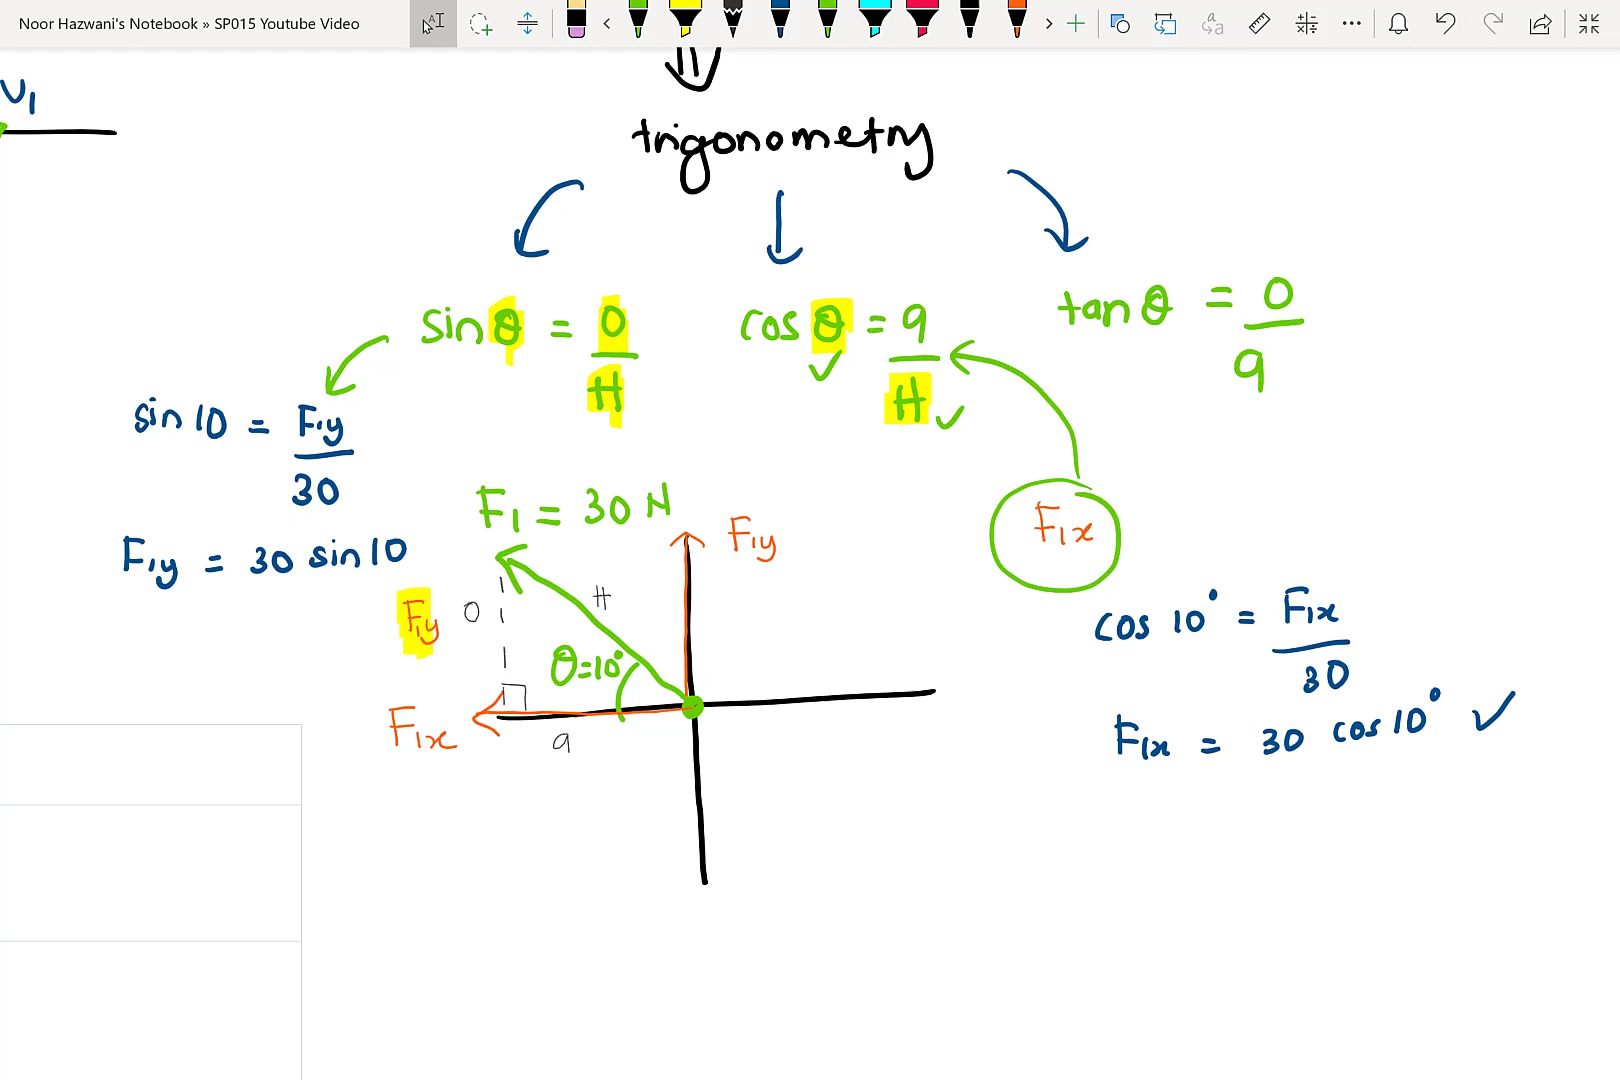 Noor Hazwani's Notebook » SP015 Youtube Video
U1
trigonometry
sin θ = O/H
cos θ = a/H
tan θ = O/a
sin 10 = F1y/30
F1y = 30 sin 10
F1 = 30 N
F1y
F1x
H
F1y
O
θ=10°
F1x
a
cos 10° = F1x/30
F1x = 30 cos 10° ✓